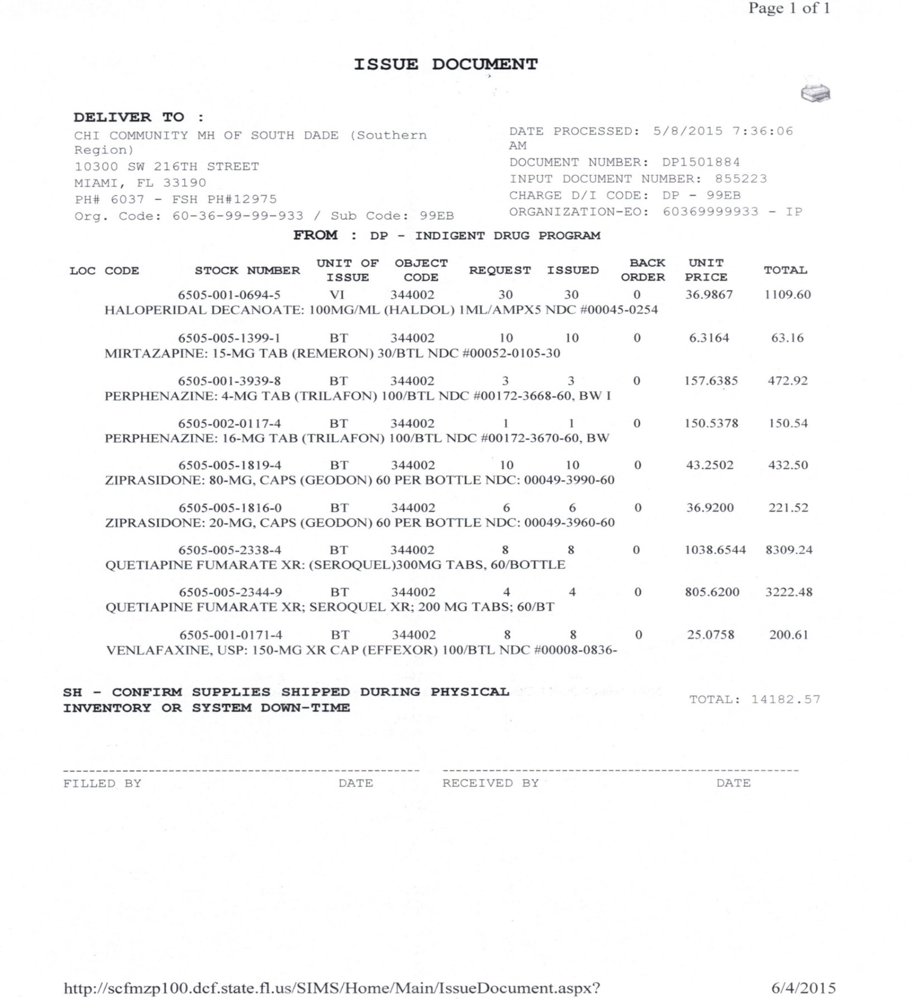 Page 1 of 1
ISSUE DOCUMENT
DELIVER TO :
CHI COMMUNITY MH OF SOUTH DADE (Southern
Region)
10300 SW 216TH STREET
MIAMI, FL 33190
PH# 6037 - FSH PH#12975
Org. Code: 60-36-99-99-933 / Sub Code: 99EB
DATE PROCESSED: 5/8/2015 7:36:06
AM
DOCUMENT NUMBER: DP1501884
INPUT DOCUMENT NUMBER: 855223
CHARGE D/I CODE: DP - 99EB
ORGANIZATION-EO: 60369999933 - IP
FROM : DP - INDIGENT DRUG PROGRAM
LOC CODE STOCK NUMBER UNIT OF ISSUE OBJECT CODE REQUEST ISSUED BACK ORDER UNIT PRICE TOTAL
6505-001-0694-5 VI 344002 30 30 0 36.9867 1109.60
HALOPERIDAL DECANOATE: 100MG/ML (HALDOL) 1ML/AMPX5 NDC #00045-0254
6505-005-1399-1 BT 344002 10 10 0 6.3164 63.16
MIRTAZAPINE: 15-MG TAB (REMERON) 30/BTL NDC #00052-0105-30
6505-001-3939-8 BT 344002 3 3 0 157.6385 472.92
PERPHENAZINE: 4-MG TAB (TRILAFON) 100/BTL NDC #00172-3668-60, BW I
6505-002-0117-4 BT 344002 1 1 0 150.5378 150.54
PERPHENAZINE: 16-MG TAB (TRILAFON) 100/BTL NDC #00172-3670-60, BW
6505-005-1819-4 BT 344002 10 10 0 43.2502 432.50
ZIPRASIDONE: 80-MG, CAPS (GEODON) 60 PER BOTTLE NDC: 00049-3990-60
6505-005-1816-0 BT 344002 6 6 0 36.9200 221.52
ZIPRASIDONE: 20-MG, CAPS (GEODON) 60 PER BOTTLE NDC: 00049-3960-60
6505-005-2338-4 BT 344002 8 8 0 1038.6544 8309.24
QUETIAPINE FUMARATE XR: (SEROQUEL)300MG TABS, 60/BOTTLE
6505-005-2344-9 BT 344002 4 4 0 805.6200 3222.48
QUETIAPINE FUMARATE XR; SEROQUEL XR; 200 MG TABS; 60/BT
6505-001-0171-4 BT 344002 8 8 0 25.0758 200.61
VENLAFAXINE, USP: 150-MG XR CAP (EFFEXOR) 100/BTL NDC #00008-0836-
SH - CONFIRM SUPPLIES SHIPPED DURING PHYSICAL
INVENTORY OR SYSTEM DOWN-TIME
TOTAL: 14182.57
FILLED BY DATE RECEIVED BY DATE
http://scfmzp100.dcf.state.fl.us/SIMS/Home/Main/IssueDocument.aspx? 6/4/2015